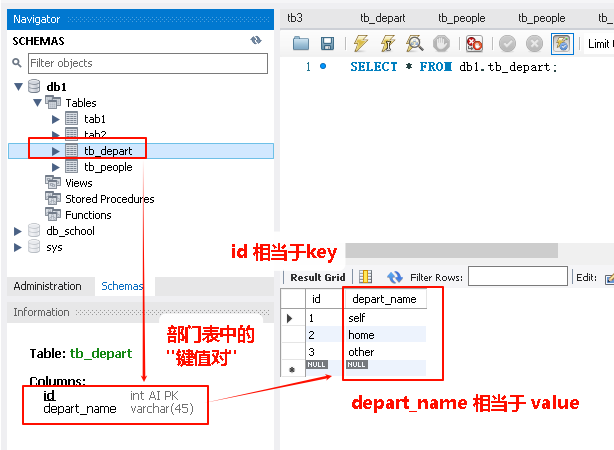 Navigator
SCHEMAS
Filter objects
db1
Tables
tab1
tab2
tb_depart
tb_people
Views
Stored Procedures
Functions
db_school
sys
Administration
Schemas
Information
Table: tb_depart
Columns:
id int AI PK
depart_name varchar(45)
部门表中的
"键值对"
tb3
tb_depart
tb_people
tb_people
tb_depart
Limit
1
SELECT * FROM db1.tb_depart;
id 相当于key
Result Grid
Filter Rows:
Edit:
id depart_name
1 self
2 home
3 other
NULL NULL
depart_name 相当于 value